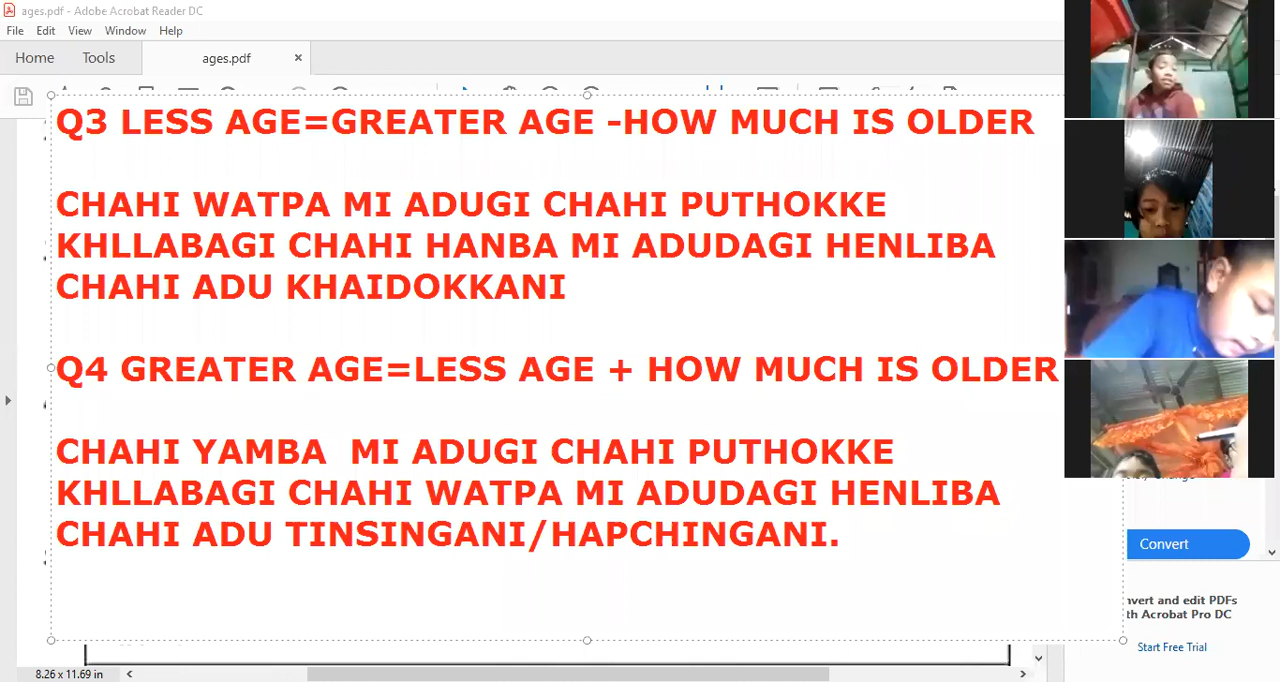 ages.pdf - Adobe Acrobat Reader DC
File Edit View Window Help
Home Tools ages.pdf ×
Q3 LESS AGE=GREATER AGE -HOW MUCH IS OLDER
CHAHI WATPA MI ADUGI CHAHI PUTHOKKE
KHLLABAGI CHAHI HANBA MI ADUDAGI HENLIBA
CHAHI ADU KHAIDOKKANI
Q4 GREATER AGE=LESS AGE + HOW MUCH IS OLDER
CHAHI YAMBA MI ADUGI CHAHI PUTHOKKE
KHLLABAGI CHAHI WATPA MI ADUDAGI HENLIBA
CHAHI ADU TINSINGANI/HAPCHINGANI.
Convert
nvert and edit PDFs
th Acrobat Pro DC
Start Free Trial
8.26 x 11.69 in